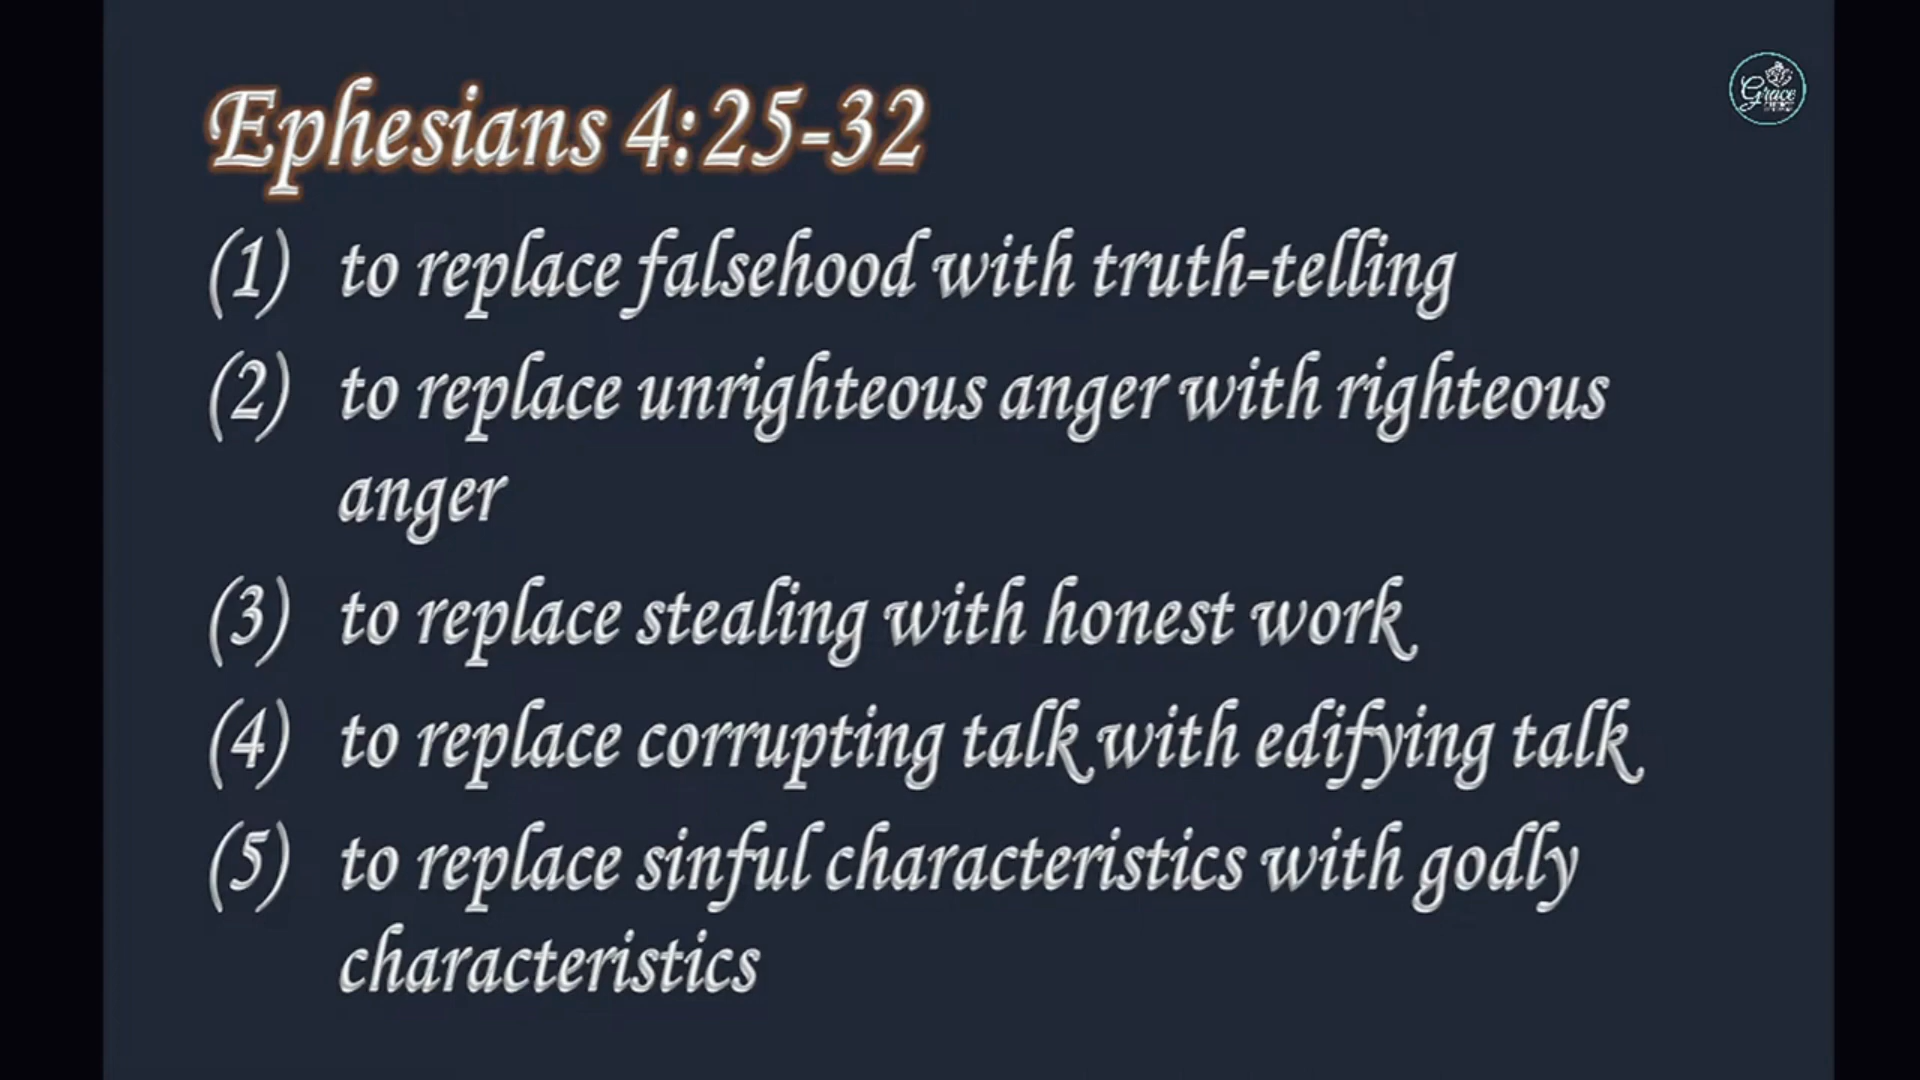 Ephesians 4:25-32
Grace
(1) to replace falsehood with truth-telling
(2) to replace unrighteous anger with righteous
anger
(3) to replace stealing with honest work
(4) to replace corrupting talk with edifying talk
(5) to replace sinful characteristics with godly
characteristics